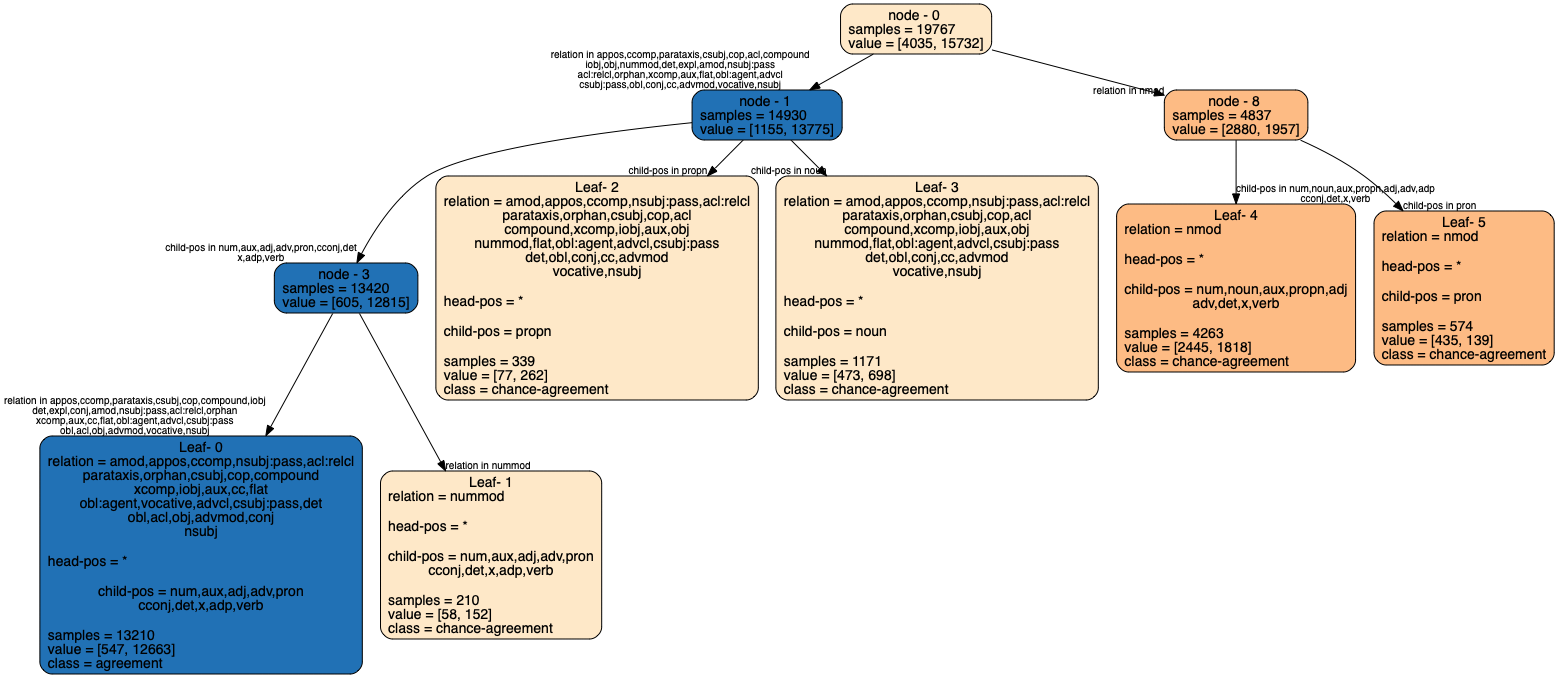 node - 0
samples = 19767
value = [4035, 15732]
relation in appos,ccomp,parataxis,csubj,cop,acl,compound
iobj,obj,nummod,det,expl,amod,nsubj:pass
acl:relcl,orphan,xcomp,aux,flat,obl:agent,advcl
csubj:pass,obl,conj,cc,advmod,vocative,nsubj
relation in nmod
node - 1
samples = 14930
value = [1155, 13775]
node - 8
samples = 4837
value = [2880, 1957]
child-pos in num,aux,adj,adv,pron,cconj,det
x,adp,verb
child-pos in propn
child-pos in noun
child-pos in num,noun,aux,propn,adj,adv,adp
cconj,det,x,verb
child-pos in pron
node - 3
samples = 13420
value = [605, 12815]
Leaf- 2
relation = amod,appos,ccomp,nsubj:pass,acl:relcl
parataxis,orphan,csubj,cop,acl
compound,xcomp,iobj,aux,obj
nummod,flat,obl:agent,advcl,csubj:pass
det,obl,conj,cc,advmod
vocative,nsubj
head-pos = *
child-pos = propn
samples = 339
value = [77, 262]
class = chance-agreement
Leaf- 3
relation = amod,appos,ccomp,nsubj:pass,acl:relcl
parataxis,orphan,csubj,cop,acl
compound,xcomp,iobj,aux,obj
nummod,flat,obl:agent,advcl,csubj:pass
det,obl,conj,cc,advmod
vocative,nsubj
head-pos = *
child-pos = noun
samples = 1171
value = [473, 698]
class = chance-agreement
Leaf- 4
relation = nmod
head-pos = *
child-pos = num,noun,aux,propn,adj
adv,det,x,verb
samples = 4263
value = [2445, 1818]
class = chance-agreement
Leaf- 5
relation = nmod
head-pos = *
child-pos = pron
samples = 574
value = [435, 139]
class = chance-agreement
relation in appos,ccomp,parataxis,csubj,cop,compound,iobj
det,expl,conj,amod,nsubj:pass,acl:relcl,orphan
xcomp,aux,cc,flat,obl:agent,advcl,csubj:pass
obl,acl,obj,advmod,vocative,nsubj
relation in nummod
Leaf- 0
relation = amod,appos,ccomp,nsubj:pass,acl:relcl
parataxis,orphan,csubj,cop,compound
xcomp,iobj,aux,cc,flat
obl:agent,vocative,advcl,csubj:pass,det
obl,acl,obj,advmod,conj
nsubj
head-pos = *
child-pos = num,aux,adj,adv,pron
cconj,det,x,adp,verb
samples = 13210
value = [547, 12663]
class = agreement
Leaf- 1
relation = nummod
head-pos = *
child-pos = num,aux,adj,adv,pron
cconj,det,x,adp,verb
samples = 210
value = [58, 152]
class = chance-agreement